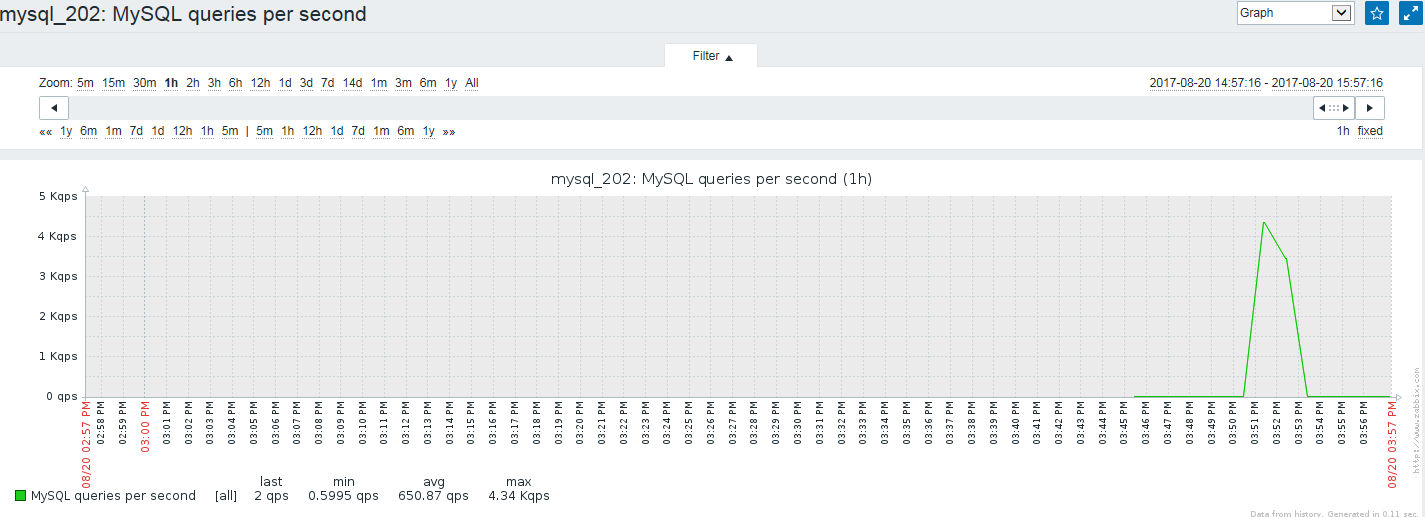 mysql_202: MySQL queries per second
Graph
Filter ▲
Zoom: 5m 15m 30m 1h 2h 3h 6h 12h 1d 3d 7d 14d 1m 3m 6m 1y All
2017-08-20 14:57:16 - 2017-08-20 15:57:16
«« 1y 6m 1m 7d 1d 12h 1h 5m | 5m 1h 12h 1d 7d 1m 6m 1y »»
1h fixed
mysql_202: MySQL queries per second (1h)
5 Kqps
4 Kqps
3 Kqps
2 Kqps
1 Kqps
0 qps
08/20 02:57 PM
02:58 PM
02:59 PM
03:00 PM
03:01 PM
03:02 PM
03:03 PM
03:04 PM
03:05 PM
03:06 PM
03:07 PM
03:08 PM
03:09 PM
03:10 PM
03:11 PM
03:12 PM
03:13 PM
03:14 PM
03:15 PM
03:16 PM
03:17 PM
03:18 PM
03:19 PM
03:20 PM
03:21 PM
03:22 PM
03:23 PM
03:24 PM
03:25 PM
03:26 PM
03:27 PM
03:28 PM
03:29 PM
03:30 PM
03:31 PM
03:32 PM
03:33 PM
03:34 PM
03:35 PM
03:36 PM
03:37 PM
03:38 PM
03:39 PM
03:40 PM
03:41 PM
03:42 PM
03:43 PM
03:44 PM
03:45 PM
03:46 PM
03:47 PM
03:48 PM
03:49 PM
03:50 PM
03:51 PM
03:52 PM
03:53 PM
03:54 PM
03:55 PM
03:56 PM
08/20 03:57 PM
http://www.zabbix.com
last min avg max
MySQL queries per second [all] 2 qps 0.5995 qps 650.87 qps 4.34 Kqps
Data from history. Generated in 0.11 sec.